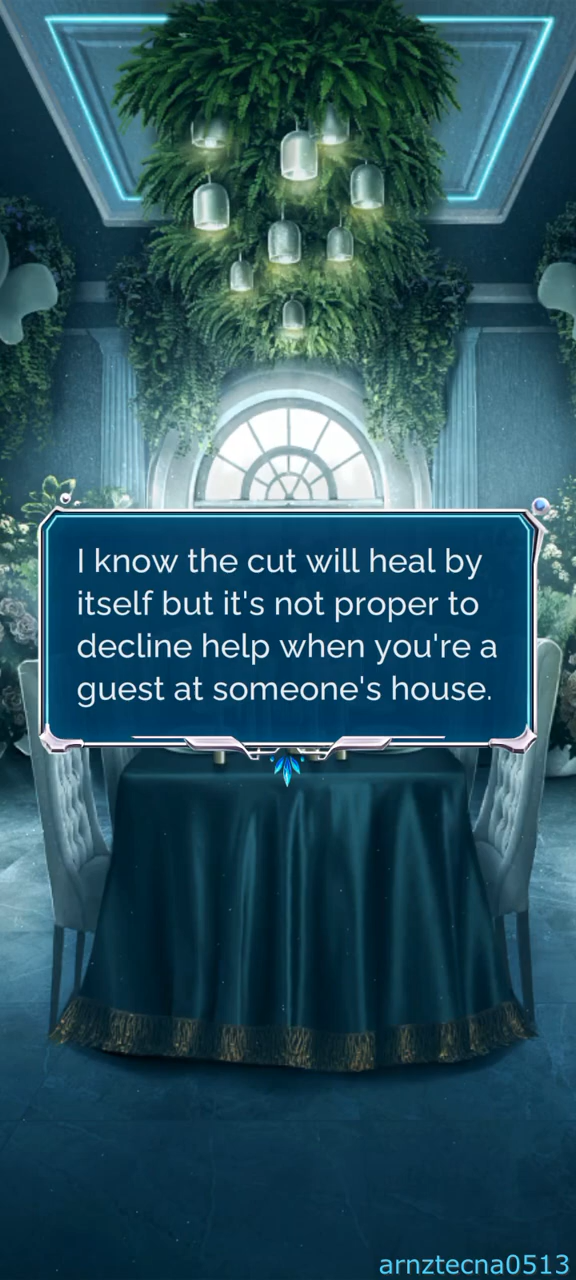 I know the cut will heal by
itself but it's not proper to
decline help when you're a
guest at someone's house.
arnztecna0513